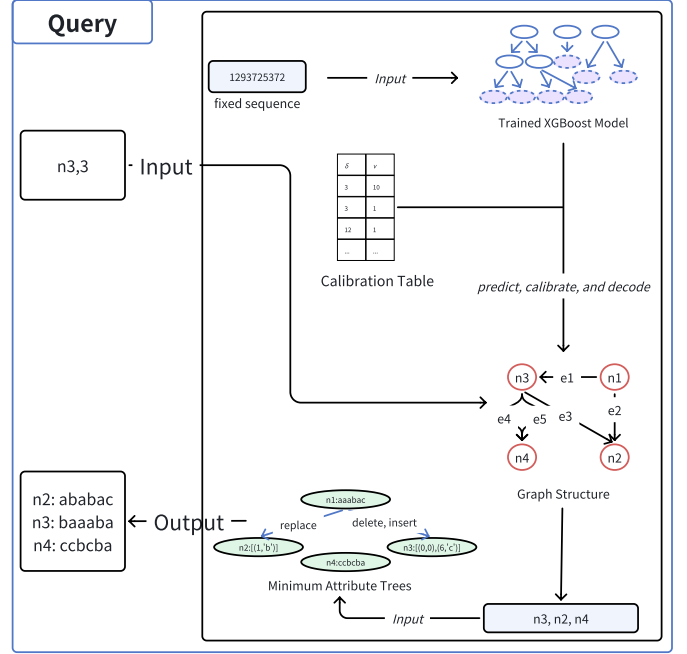 Query
1293725372
fixed sequence
Input
Trained XGBoost Model
n3,3
Input
δ ν
3 10
3 1
12 1
... ...
Calibration Table
predict, calibrate, and decode
n3
e1
n1
e4
e5
e3
e2
n4
n2
Graph Structure
n2: ababac
n3: baaaba
n4: ccbcba
Output
n1:aaabac
replace
delete, insert
n2:[(1,'b')]
n3:[(0,0),(6,'c')]
n4:ccbcba
Minimum Attribute Trees
Input
n3, n2, n4